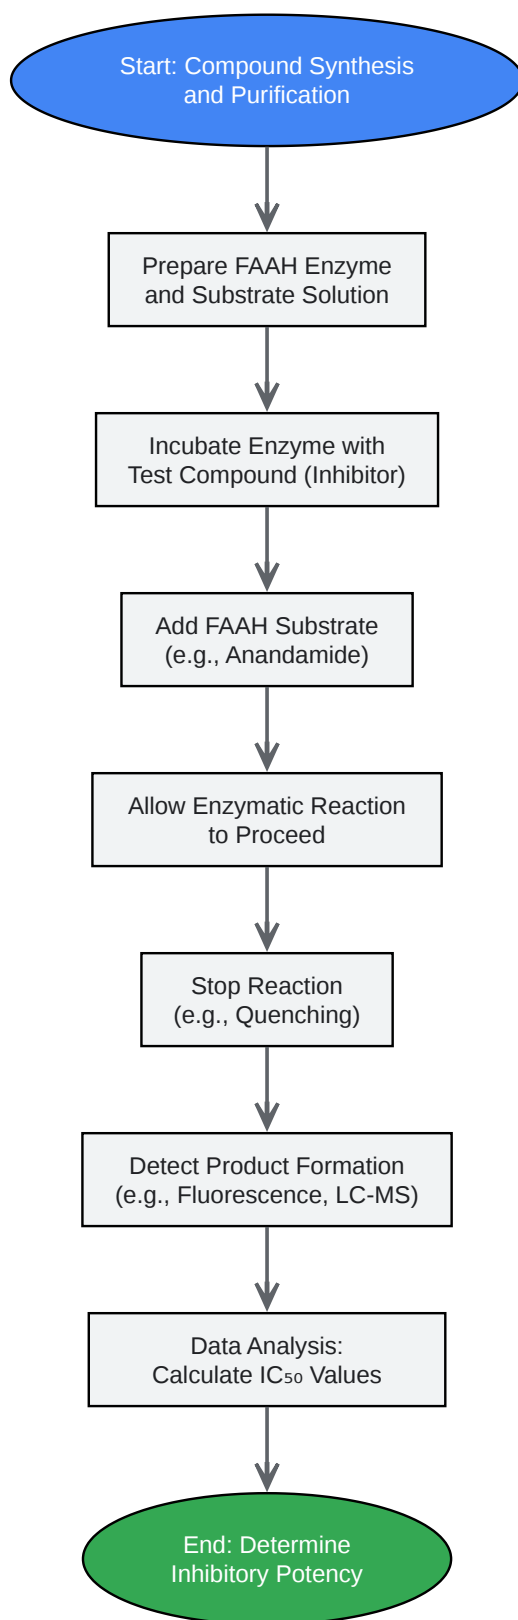 Start: Compound Synthesis
and Purification
Prepare FAAH Enzyme
and Substrate Solution
Incubate Enzyme with
Test Compound (Inhibitor)
Add FAAH Substrate
(e.g., Anandamide)
Allow Enzymatic Reaction
to Proceed
Stop Reaction
(e.g., Quenching)
Detect Product Formation
(e.g., Fluorescence, LC-MS)
Data Analysis:
Calculate IC₅₀ Values
End: Determine
Inhibitory Potency